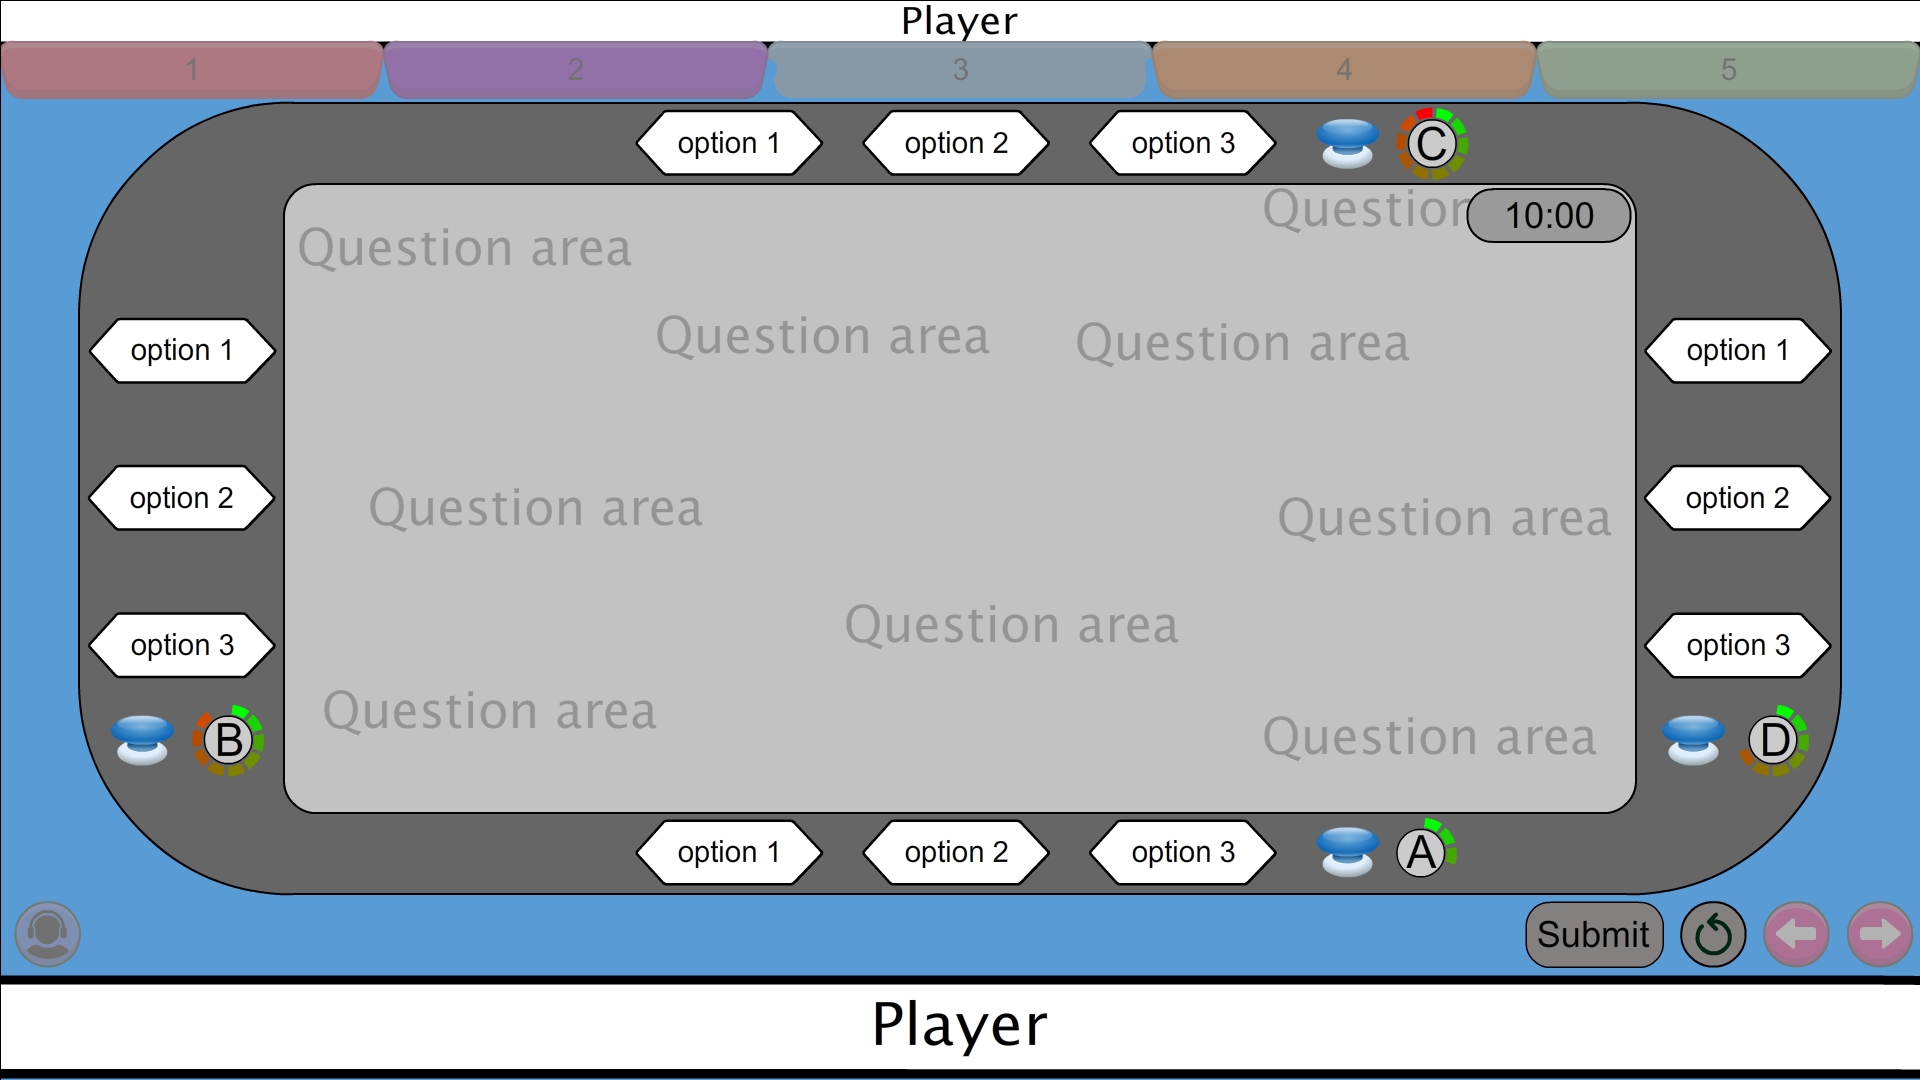 Player
1 2 3 4 5
option 1 option 2 option 3 C
Question 10:00
Question area
Question area Question area
option 1 option 1
option 2 Question area Question area option 2
Question area
option 3 option 3
Question area Question area
B D
option 1 option 2 option 3 A
Submit
Player